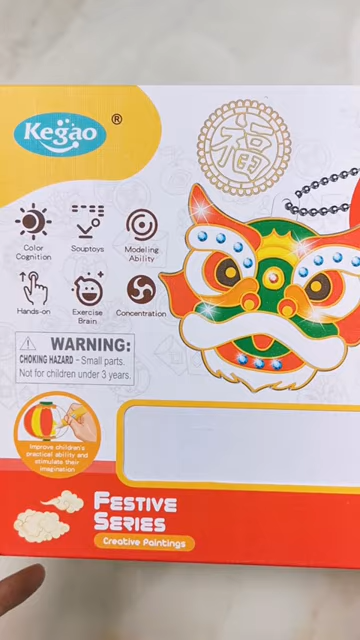 Kegao ®
福
Color
Cognition
Souptoys
Modeling
Ability
Hands-on
Exercise
Brain
Concentration
WARNING:
CHOKING HAZARD - Small parts.
Not for children under 3 years.
Improve children's
practical ability and
stimulate their
imagination
FESTIVE
SERIES
Creative Paintings